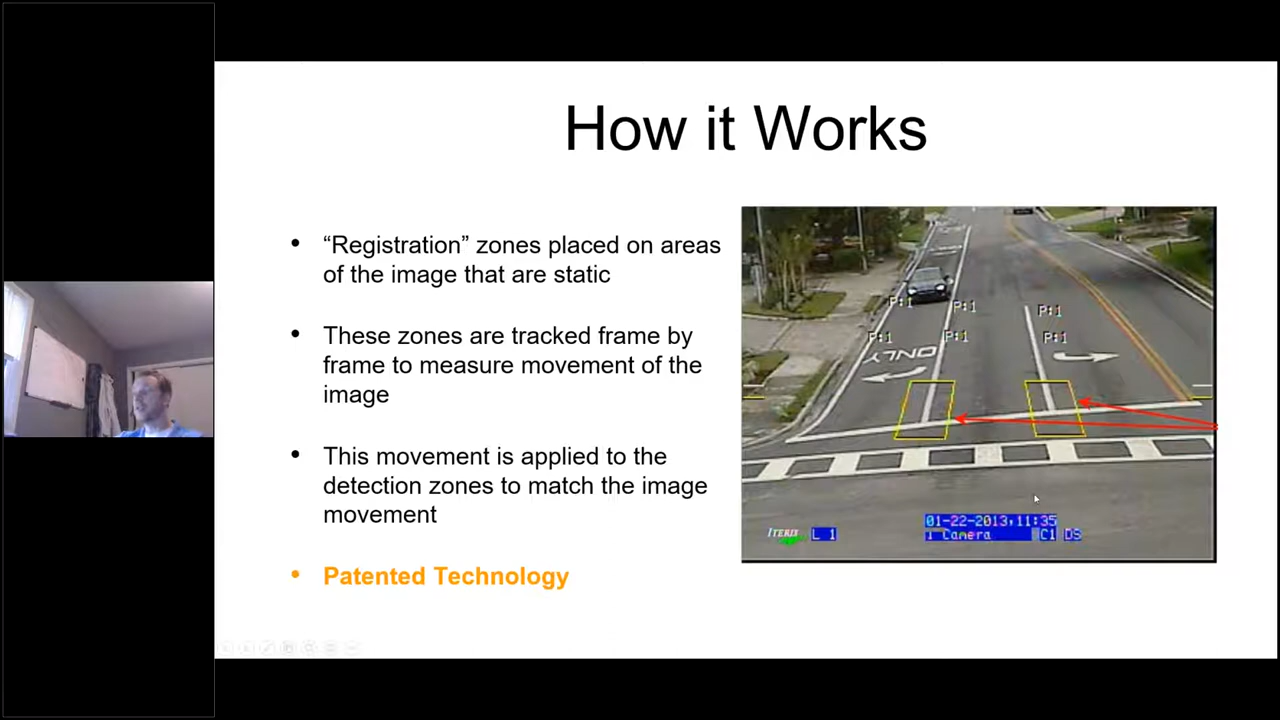 How it Works
• “Registration” zones placed on areas
of the image that are static
• These zones are tracked frame by
frame to measure movement of the
image
• This movement is applied to the
detection zones to match the image
movement
• Patented Technology
P:1
P:1
P:1
P:1
P:1
P:1
ONLY
01-22-2013,11:35
ITERIS L 1
1 Camera C1 DS